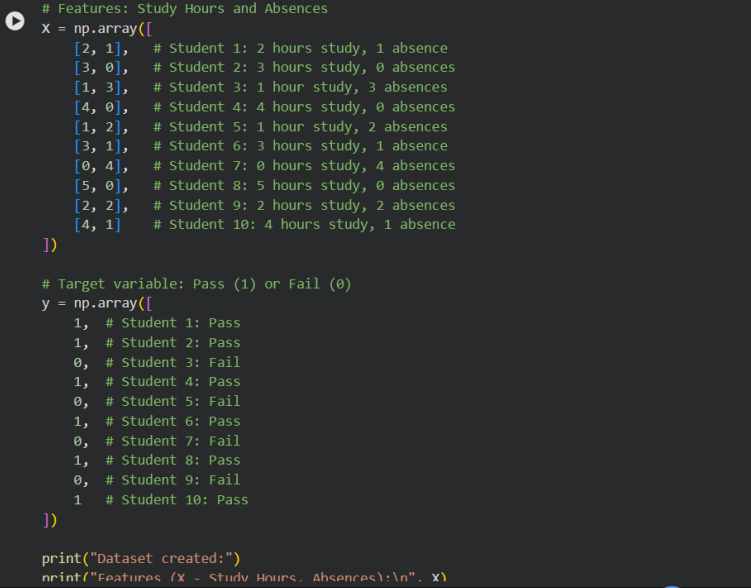 # Features: Study Hours and Absences
X = np.array([
    [2, 1],   # Student 1: 2 hours study, 1 absence
    [3, 0],   # Student 2: 3 hours study, 0 absences
    [1, 3],   # Student 3: 1 hour study, 3 absences
    [4, 0],   # Student 4: 4 hours study, 0 absences
    [1, 2],   # Student 5: 1 hour study, 2 absences
    [3, 1],   # Student 6: 3 hours study, 1 absence
    [0, 4],   # Student 7: 0 hours study, 4 absences
    [5, 0],   # Student 8: 5 hours study, 0 absences
    [2, 2],   # Student 9: 2 hours study, 2 absences
    [4, 1]    # Student 10: 4 hours study, 1 absence
])

# Target variable: Pass (1) or Fail (0)
y = np.array([
    1,  # Student 1: Pass
    1,  # Student 2: Pass
    0,  # Student 3: Fail
    1,  # Student 4: Pass
    0,  # Student 5: Fail
    1,  # Student 6: Pass
    0,  # Student 7: Fail
    1,  # Student 8: Pass
    0,  # Student 9: Fail
    1   # Student 10: Pass
])

print("Dataset created:")
print("Features (X - Study Hours, Absences):\n", X)